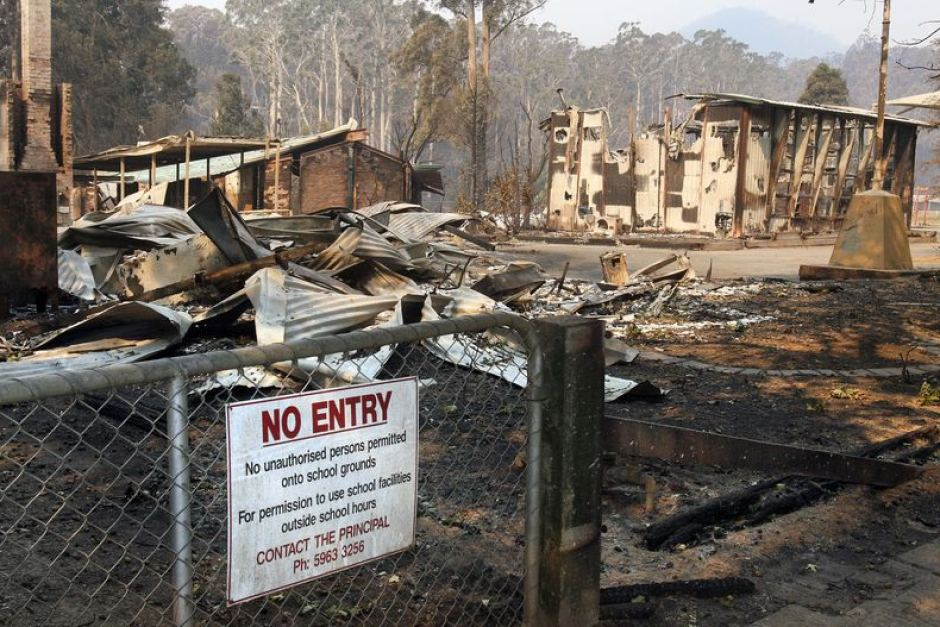 NO ENTRY
No unauthorised persons permitted
onto school grounds
For permission to use school facilities
outside school hours
CONTACT THE PRINCIPAL
Ph: 5963 3256